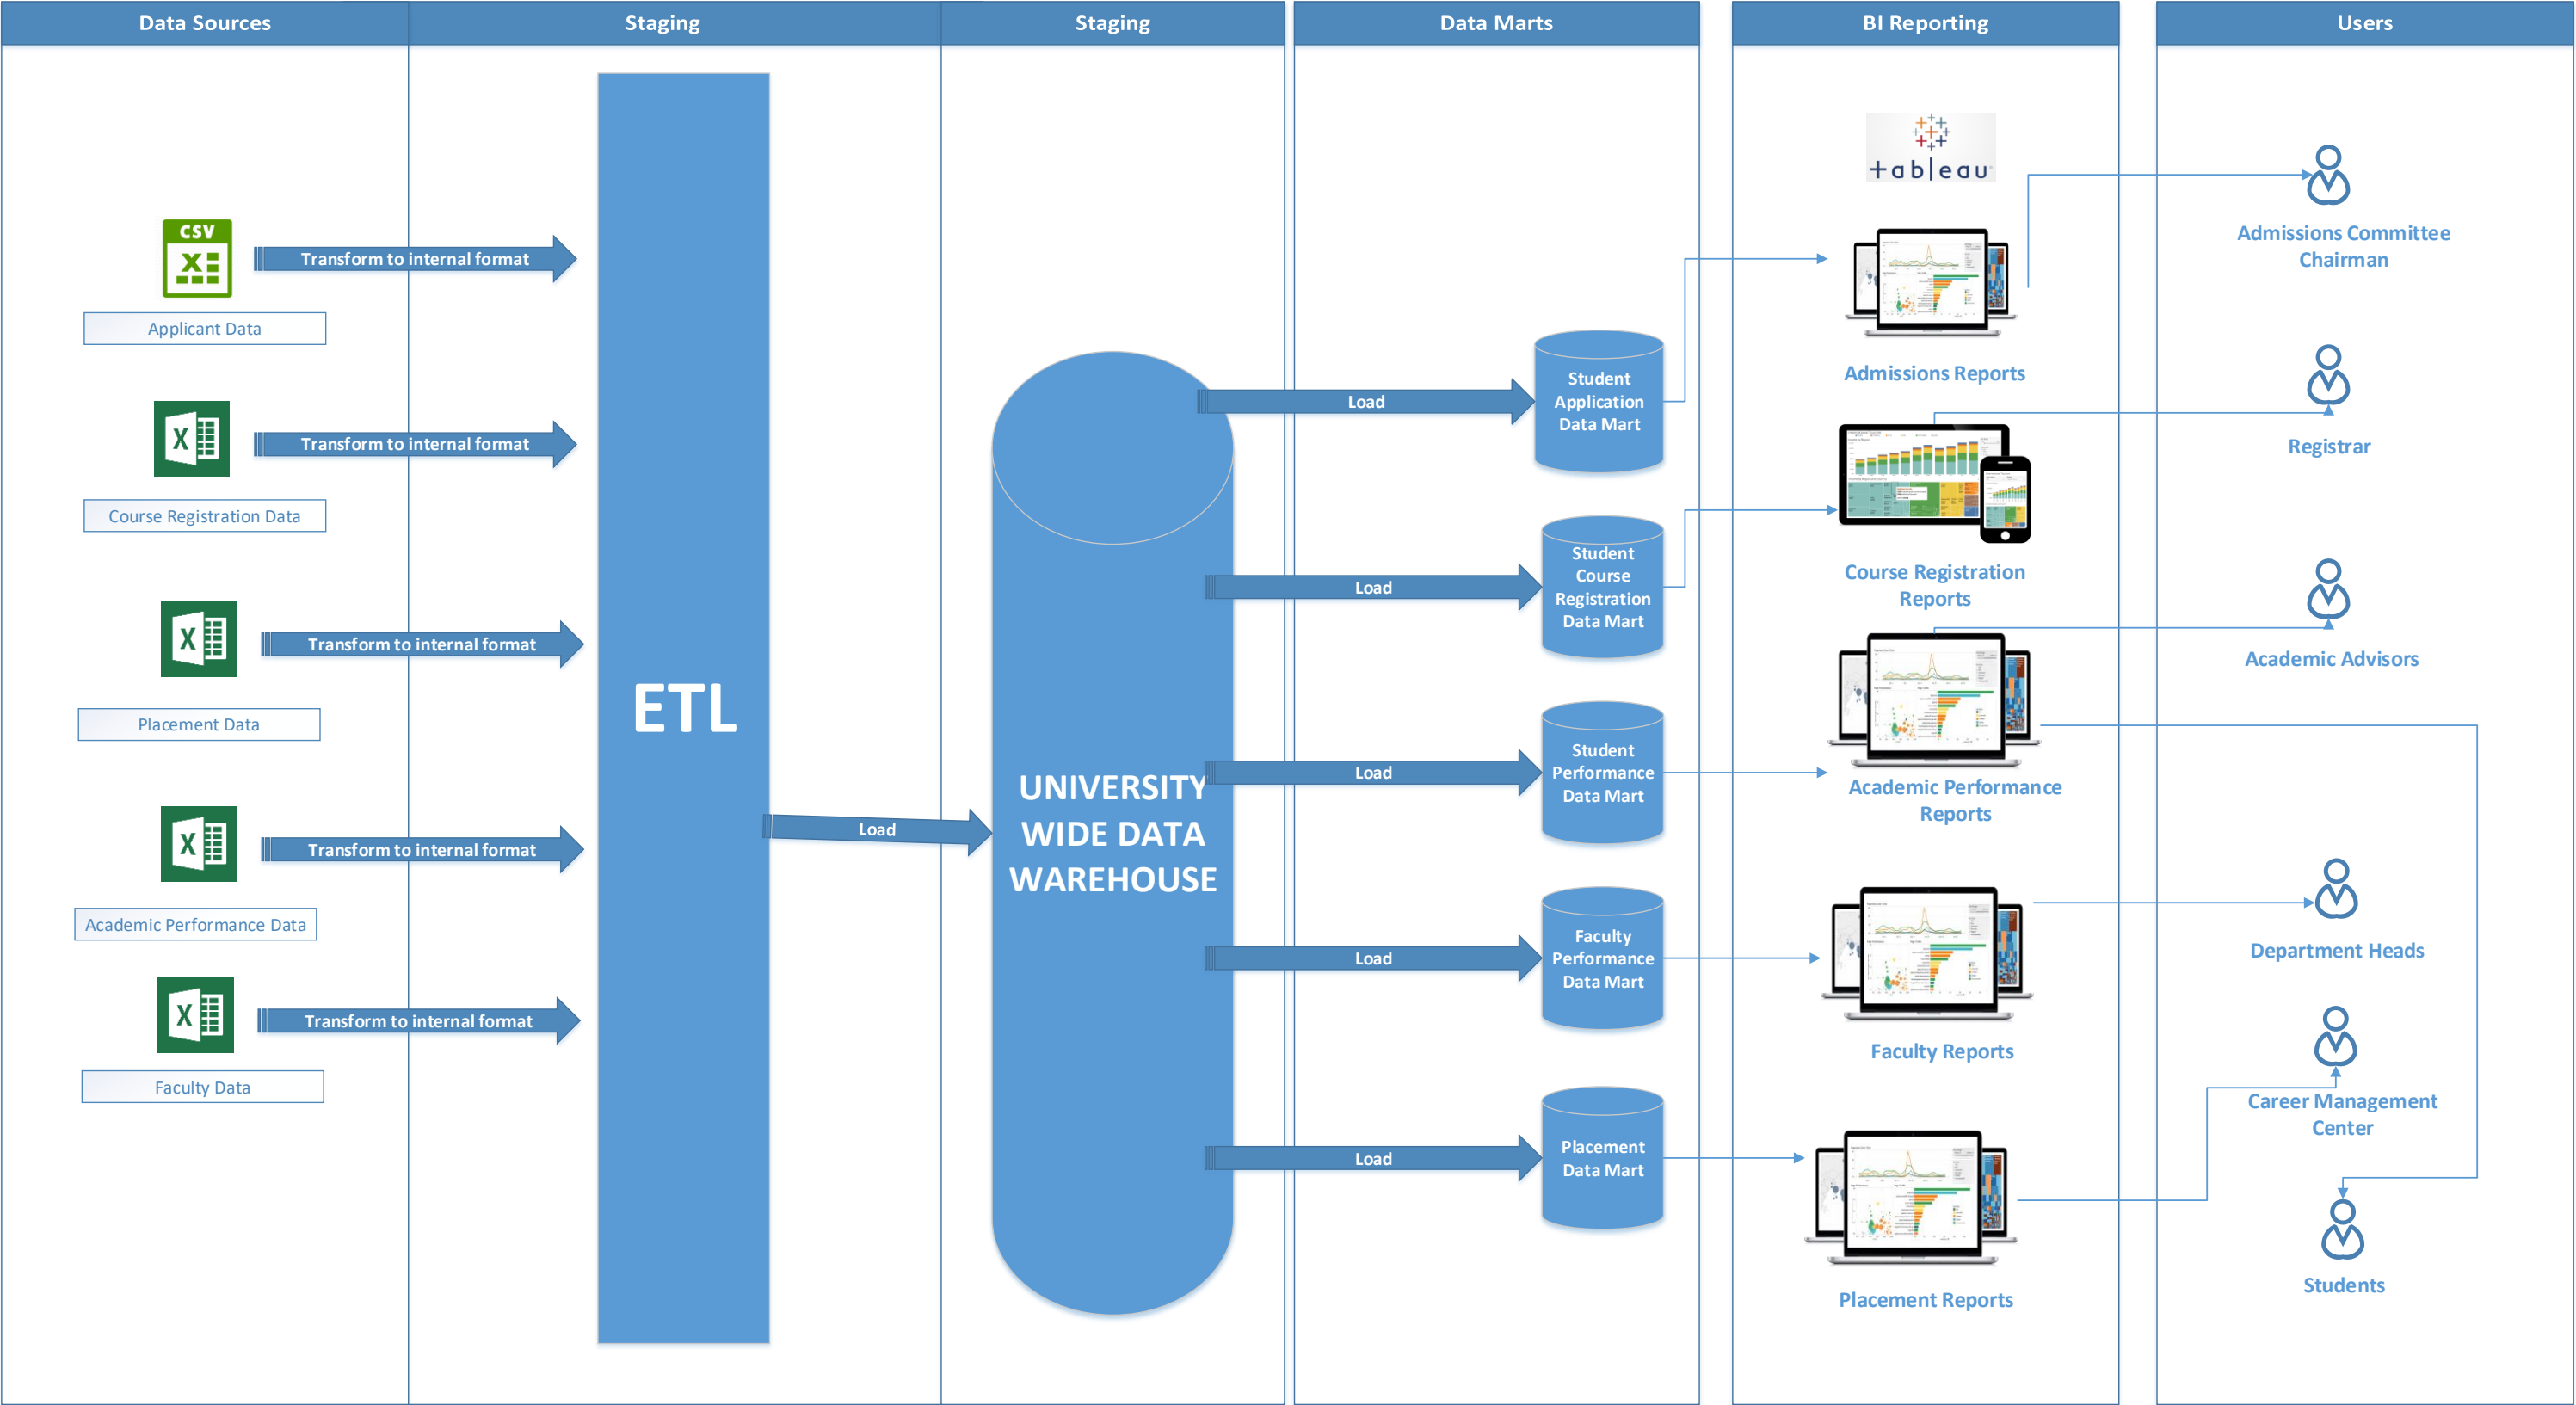 Data Sources
Staging
Staging
Data Marts
BI Reporting
Users
CSV
X
Transform to internal format
Applicant Data
X
Transform to internal format
Course Registration Data
X
Transform to internal format
Placement Data
X
Transform to internal format
Academic Performance Data
X
Transform to internal format
Faculty Data
ETL
Load
UNIVERSITY
WIDE DATA
WAREHOUSE
Load
Load
Load
Load
Load
Student
Application
Data Mart
Student
Course
Registration
Data Mart
Student
Performance
Data Mart
Faculty
Performance
Data Mart
Placement
Data Mart
+ableau
Admissions Reports
Course Registration
Reports
Academic Performance
Reports
Faculty Reports
Placement Reports
Admissions Committee
Chairman
Registrar
Academic Advisors
Department Heads
Career Management
Center
Students